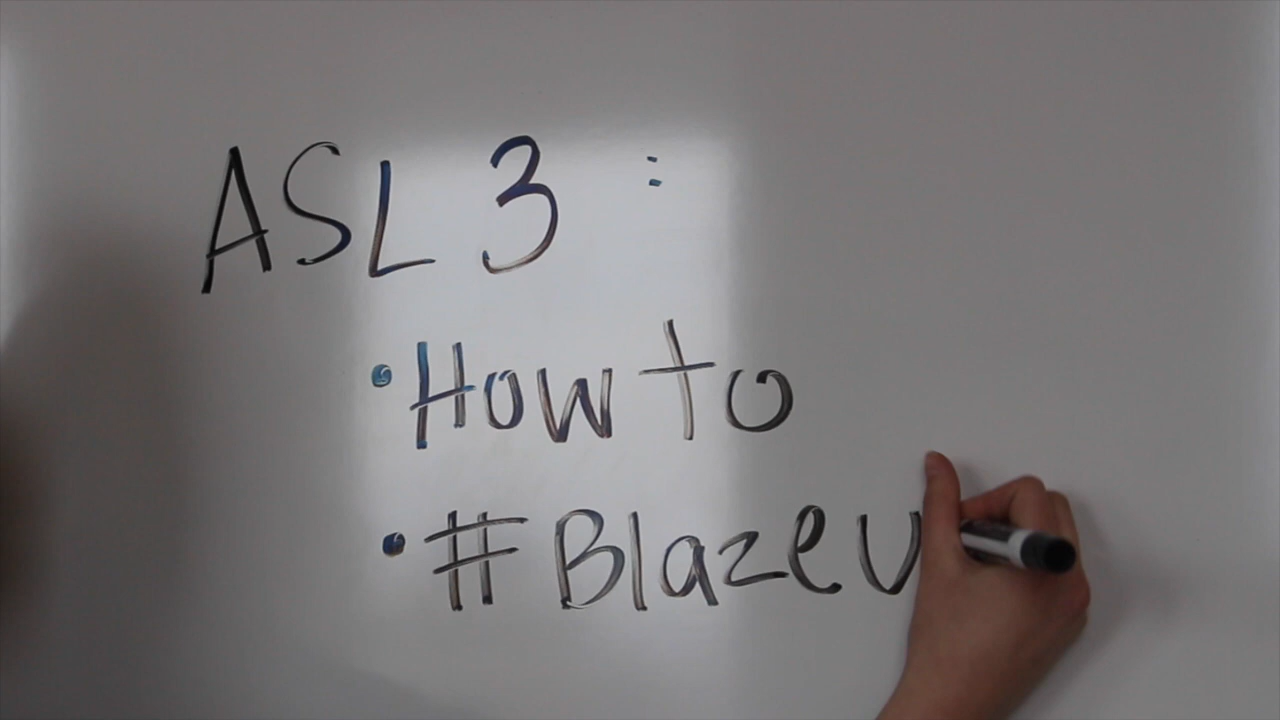 ASL 3 :
• How to
• #Blazeu